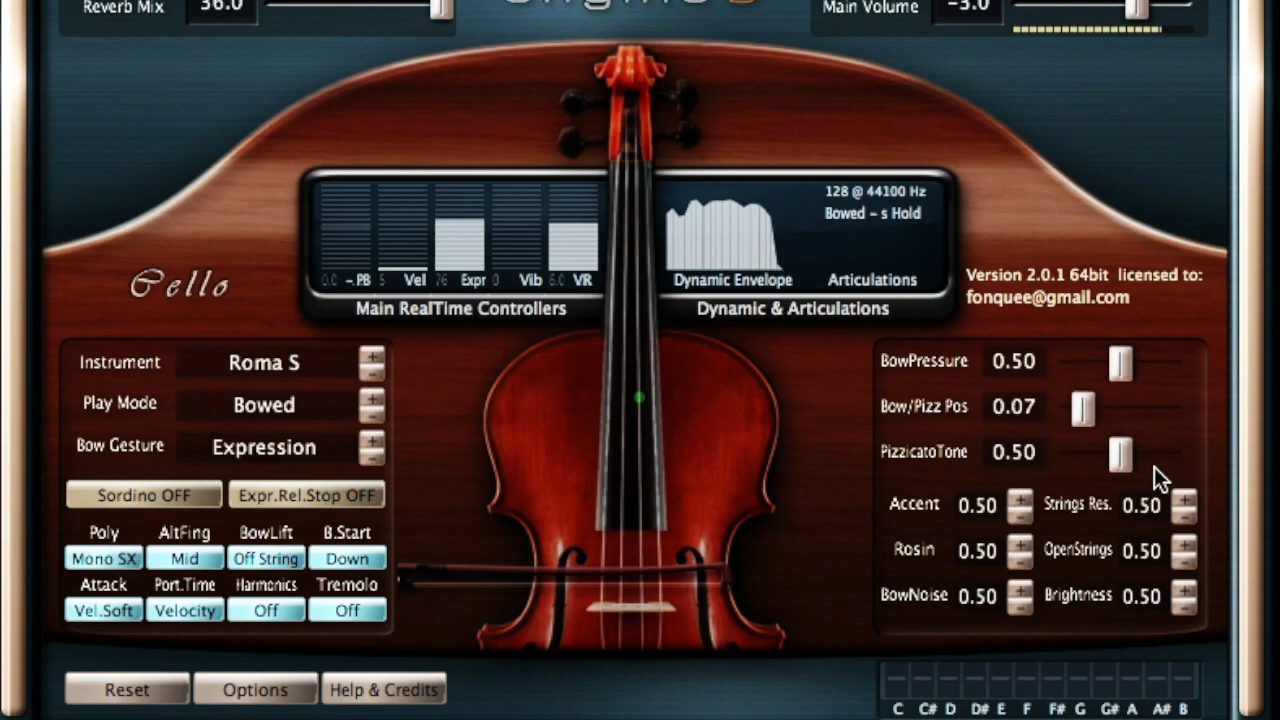 Reverb Mix 36.0
Main Volume -3.0
128 @ 44100 Hz
Bowed - s Hold
- PB Vel 76 Expr 0 Vib 6.0 VR
Dynamic Envelope Articulations
Main RealTime Controllers
Dynamic & Articulations
Cello
Version 2.0.1 64bit licensed to:
fonquee@gmail.com
Instrument Roma S + -
Play Mode Bowed + -
Bow Gesture Expression + -
Sordino OFF Expr.Rel.Stop OFF
Poly AltFing BowLift B.Start
Mono SX Mid Off String Down
Attack Port.Time Harmonics Tremolo
Vel.Soft Velocity Off Off
BowPressure 0.50
Bow/Pizz Pos 0.07
PizzicatoTone 0.50
Accent 0.50 + - Strings Res. 0.50 + -
Rosin 0.50 + - OpenStrings 0.50 + -
BowNoise 0.50 + - Brightness 0.50 + -
Reset Options Help & Credits
C C# D D# E F F# G G# A A# B